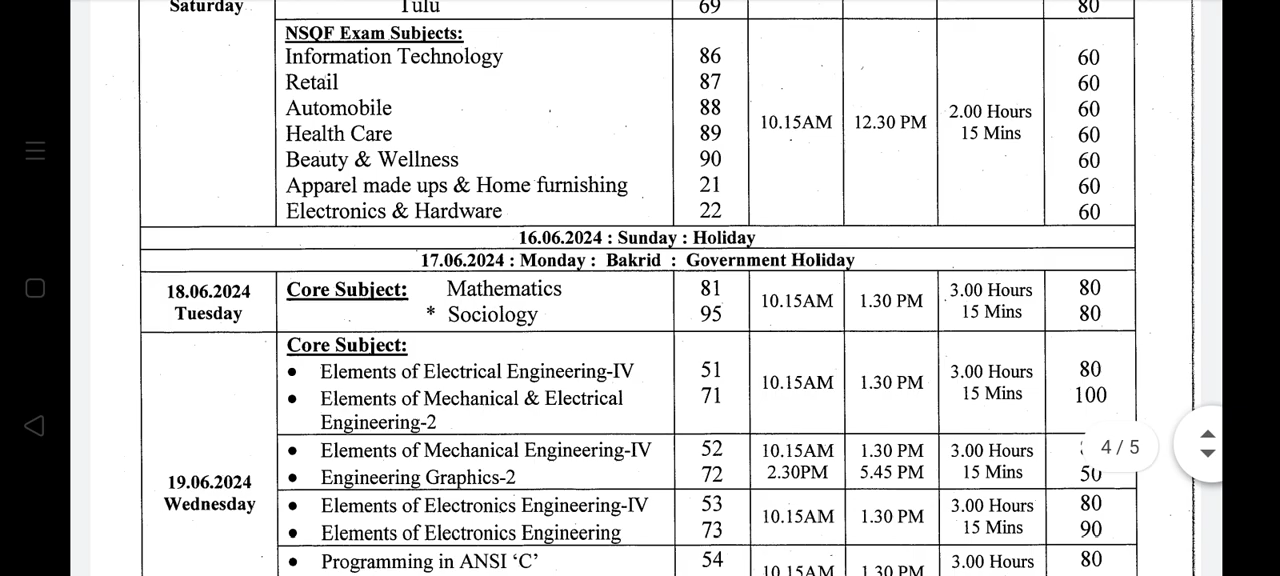 Saturday Tulu 69 80
NSQF Exam Subjects:
Information Technology 86 60
Retail 87 60
Automobile 88 60
Health Care 89 10.15AM 12.30 PM 2.00 Hours 15 Mins 60
Beauty & Wellness 90 60
Apparel made ups & Home furnishing 21 60
Electronics & Hardware 22 60
16.06.2024 : Sunday : Holiday
17.06.2024 : Monday : Bakrid : Government Holiday
18.06.2024 Core Subject: Mathematics 81 10.15AM 1.30 PM 3.00 Hours 80
Tuesday * Sociology 95 15 Mins 80
19.06.2024
Wednesday
Core Subject:
• Elements of Electrical Engineering-IV 51 10.15AM 1.30 PM 3.00 Hours 80
• Elements of Mechanical & Electrical 71 15 Mins 100
Engineering-2
• Elements of Mechanical Engineering-IV 52 10.15AM 1.30 PM 3.00 Hours
• Engineering Graphics-2 72 2.30PM 5.45 PM 15 Mins 50
• Elements of Electronics Engineering-IV 53 10.15AM 1.30 PM 3.00 Hours 80
• Elements of Electronics Engineering 73 15 Mins 90
• Programming in ANSI ‘C’ 54 10.15AM 1.30 PM 3.00 Hours 80
4 / 5